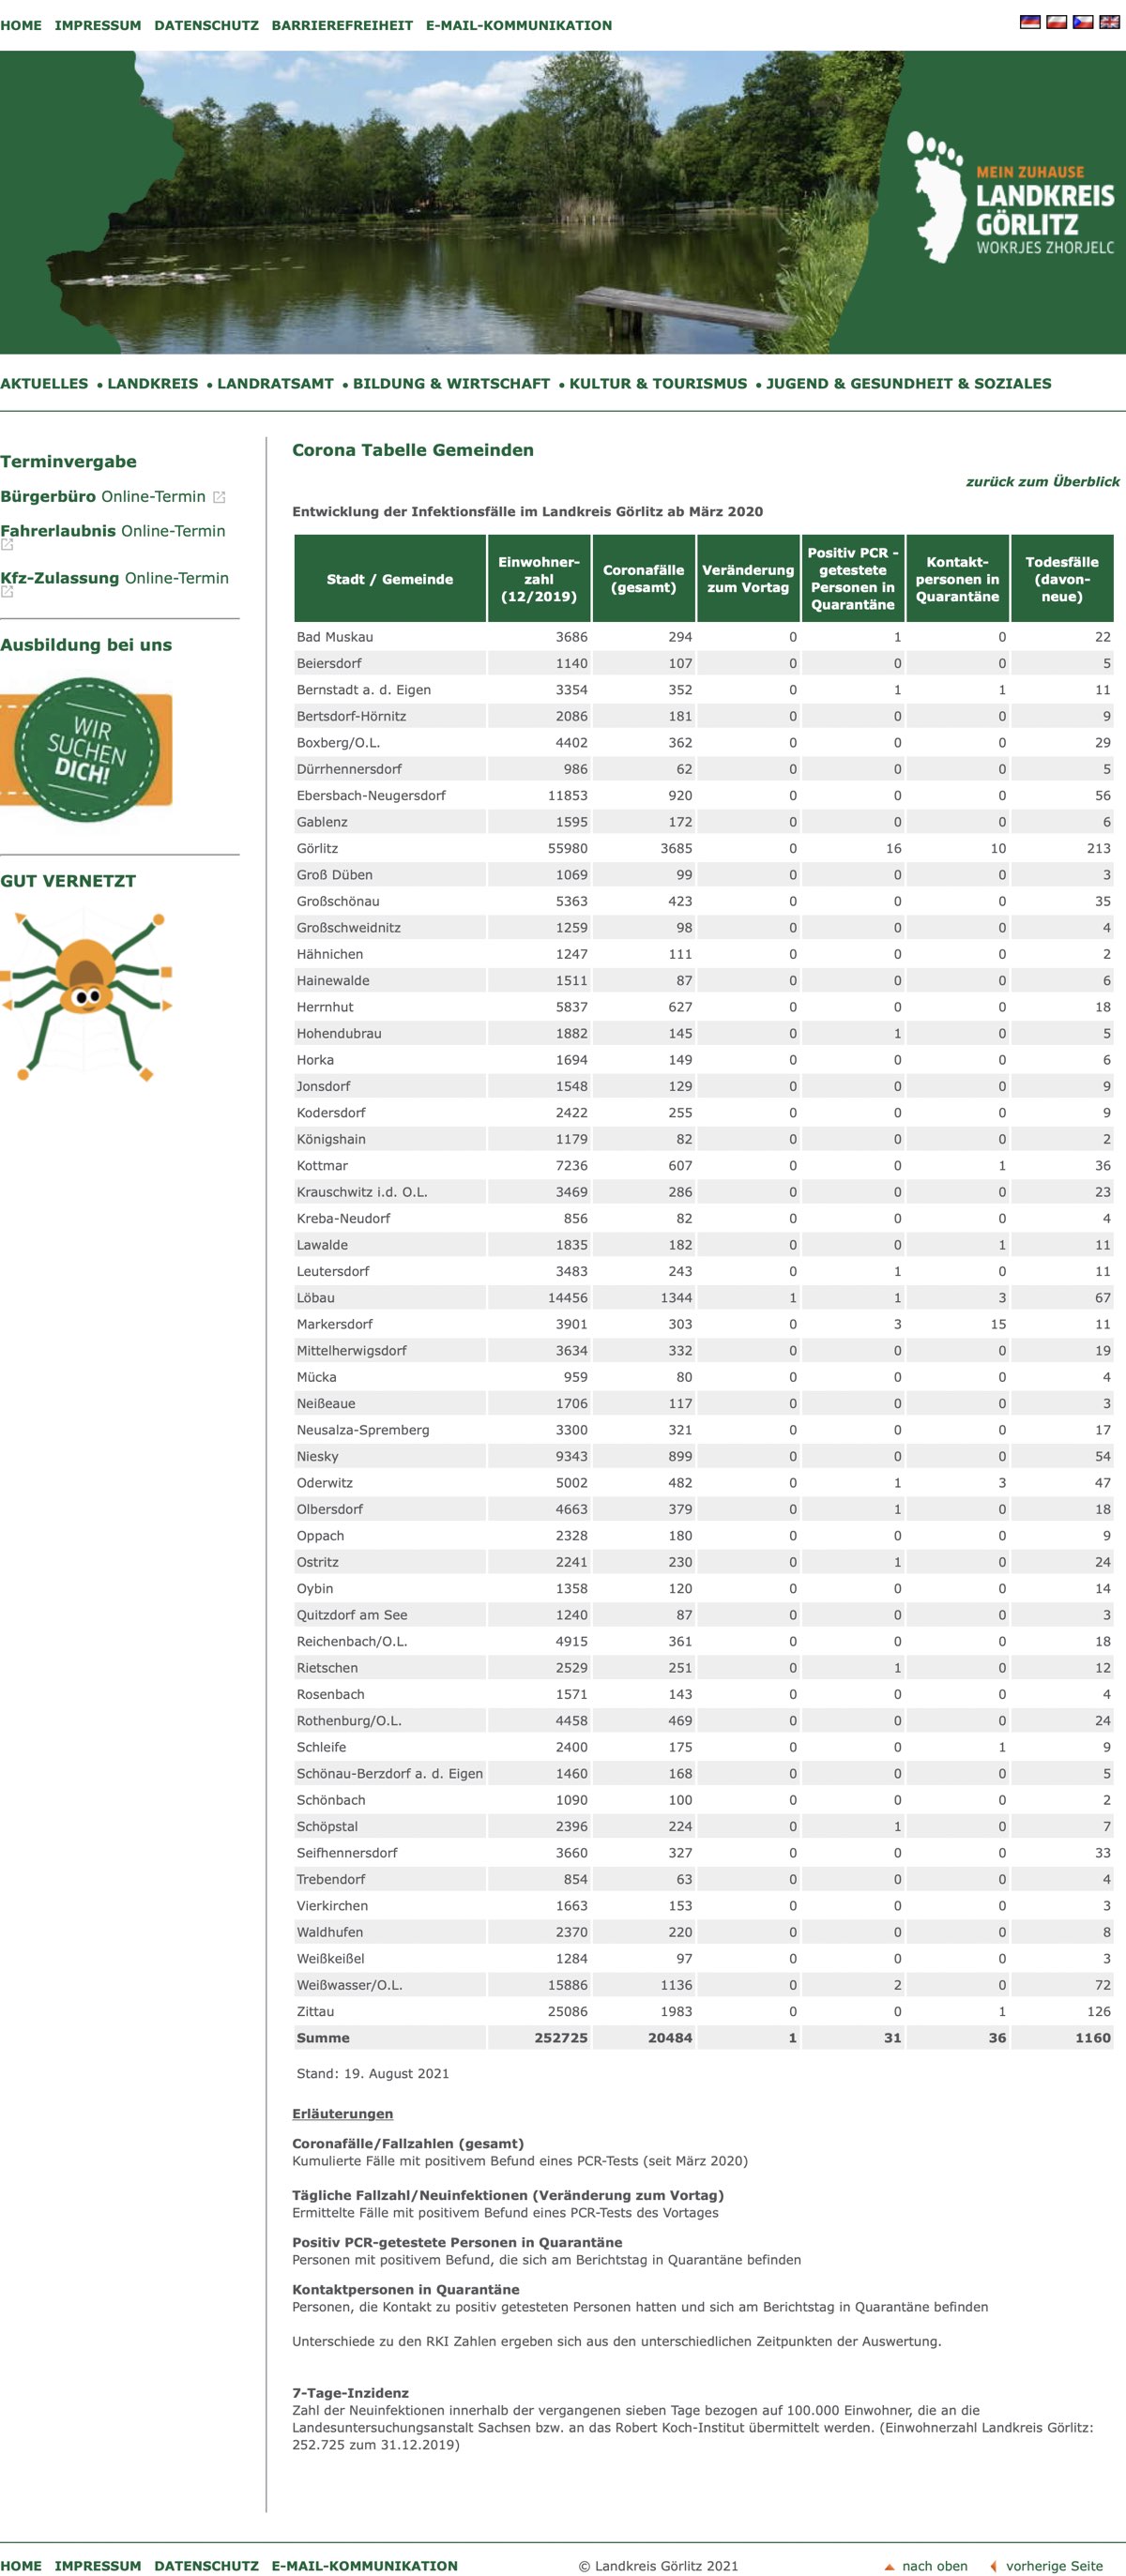 HOME IMPRESSUM DATENSCHUTZ BARRIEREFREIHEIT E-MAIL-KOMMUNIKATION
MEIN ZUHAUSE
LANDKREIS
GÖRLITZ
WOKRJES ZHORJELC
AKTUELLES • LANDKREIS • LANDRATSAMT • BILDUNG & WIRTSCHAFT • KULTUR & TOURISMUS • JUGEND & GESUNDHEIT & SOZIALES
Terminvergabe
Bürgerbüro Online-Termin
Fahrerlaubnis Online-Termin
Kfz-Zulassung Online-Termin
Ausbildung bei uns
WIR
SUCHEN
DICH!
GUT VERNETZT
Corona Tabelle Gemeinden
zurück zum Überblick
Entwicklung der Infektionsfälle im Landkreis Görlitz ab März 2020
Stadt / Gemeinde Einwohner-zahl (12/2019) Coronafälle (gesamt) Veränderung zum Vortag Positiv PCR - getestete Personen in Quarantäne Kontakt-personen in Quarantäne Todesfälle (davon-neue)
Bad Muskau 3686 294 0 1 0 22
Beiersdorf 1140 107 0 0 0 5
Bernstadt a. d. Eigen 3354 352 0 1 1 11
Bertsdorf-Hörnitz 2086 181 0 0 0 9
Boxberg/O.L. 4402 362 0 0 0 29
Dürrhennersdorf 986 62 0 0 0 5
Ebersbach-Neugersdorf 11853 920 0 0 0 56
Gablenz 1595 172 0 0 0 6
Görlitz 55980 3685 0 16 10 213
Groß Düben 1069 99 0 0 0 3
Großschönau 5363 423 0 0 0 35
Großschweidnitz 1259 98 0 0 0 4
Hähnichen 1247 111 0 0 0 2
Hainewalde 1511 87 0 0 0 6
Herrnhut 5837 627 0 0 0 18
Hohendubrau 1882 145 0 1 0 5
Horka 1694 149 0 0 0 6
Jonsdorf 1548 129 0 0 0 9
Kodersdorf 2422 255 0 0 0 9
Königshain 1179 82 0 0 0 2
Kottmar 7236 607 0 0 1 36
Krauschwitz i.d. O.L. 3469 286 0 0 0 23
Kreba-Neudorf 856 82 0 0 0 4
Lawalde 1835 182 0 0 1 11
Leutersdorf 3483 243 0 1 0 11
Löbau 14456 1344 1 1 3 67
Markersdorf 3901 303 0 3 15 11
Mittelherwigsdorf 3634 332 0 0 0 19
Mücka 959 80 0 0 0 4
Neißeaue 1706 117 0 0 0 3
Neusalza-Spremberg 3300 321 0 0 0 17
Niesky 9343 899 0 0 0 54
Oderwitz 5002 482 0 1 3 47
Olbersdorf 4663 379 0 1 0 18
Oppach 2328 180 0 0 0 9
Ostritz 2241 230 0 1 0 24
Oybin 1358 120 0 0 0 14
Quitzdorf am See 1240 87 0 0 0 3
Reichenbach/O.L. 4915 361 0 0 0 18
Rietschen 2529 251 0 1 0 12
Rosenbach 1571 143 0 0 0 4
Rothenburg/O.L. 4458 469 0 0 0 24
Schleife 2400 175 0 0 1 9
Schönau-Berzdorf a. d. Eigen 1460 168 0 0 0 5
Schönbach 1090 100 0 0 0 2
Schöpstal 2396 224 0 1 0 7
Seifhennersdorf 3660 327 0 0 0 33
Trebendorf 854 63 0 0 0 4
Vierkirchen 1663 153 0 0 0 3
Waldhufen 2370 220 0 0 0 8
Weißkeißel 1284 97 0 0 0 3
Weißwasser/O.L. 15886 1136 0 2 0 72
Zittau 25086 1983 0 0 1 126
Summe 252725 20484 1 31 36 1160
Stand: 19. August 2021
Erläuterungen
Coronafälle/Fallzahlen (gesamt)
Kumulierte Fälle mit positivem Befund eines PCR-Tests (seit März 2020)
Tägliche Fallzahl/Neuinfektionen (Veränderung zum Vortag)
Ermittelte Fälle mit positivem Befund eines PCR-Tests des Vortages
Positiv PCR-getestete Personen in Quarantäne
Personen mit positivem Befund, die sich am Berichtstag in Quarantäne befinden
Kontaktpersonen in Quarantäne
Personen, die Kontakt zu positiv getesteten Personen hatten und sich am Berichtstag in Quarantäne befinden
Unterschiede zu den RKI Zahlen ergeben sich aus den unterschiedlichen Zeitpunkten der Auswertung.
7-Tage-Inzidenz
Zahl der Neuinfektionen innerhalb der vergangenen sieben Tage bezogen auf 100.000 Einwohner, die an die
Landesuntersuchungsanstalt Sachsen bzw. an das Robert Koch-Institut übermittelt werden. (Einwohnerzahl Landkreis Görlitz:
252.725 zum 31.12.2019)
HOME IMPRESSUM DATENSCHUTZ E-MAIL-KOMMUNIKATION © Landkreis Görlitz 2021 nach oben vorherige Seite